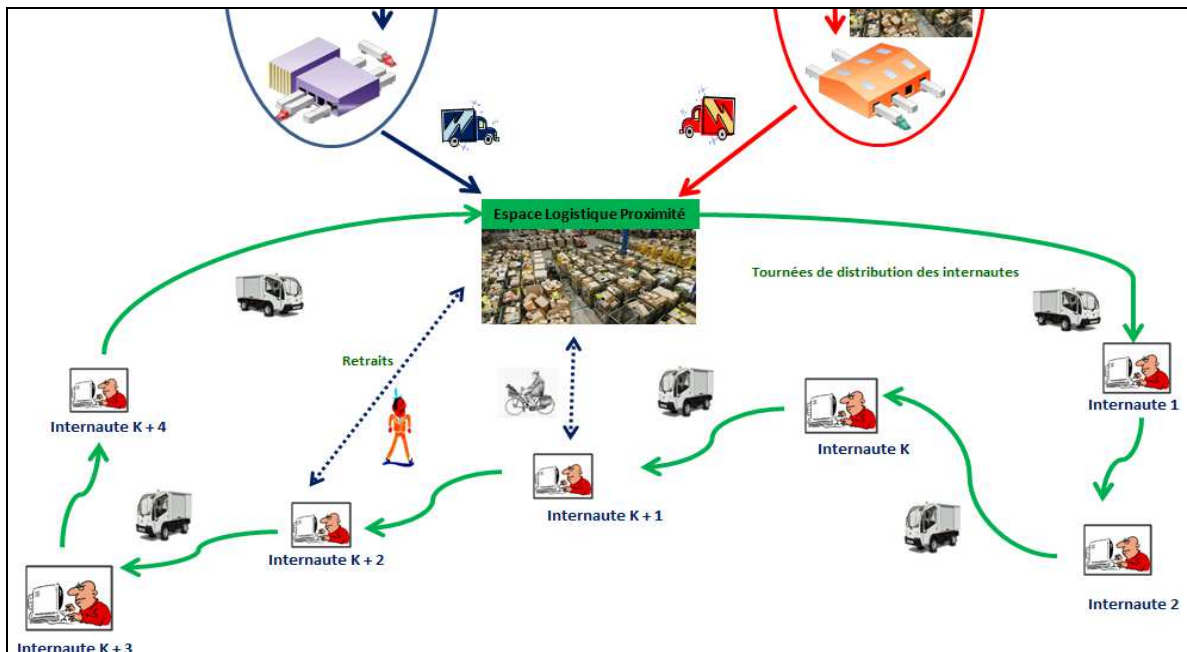 Espace Logistique Proximité
Tournées de distribution des internautes
Retraits
Internaute 1
Internaute K + 4
Internaute K
Internaute K + 1
Internaute K + 2
Internaute 2
Internaute K + 3